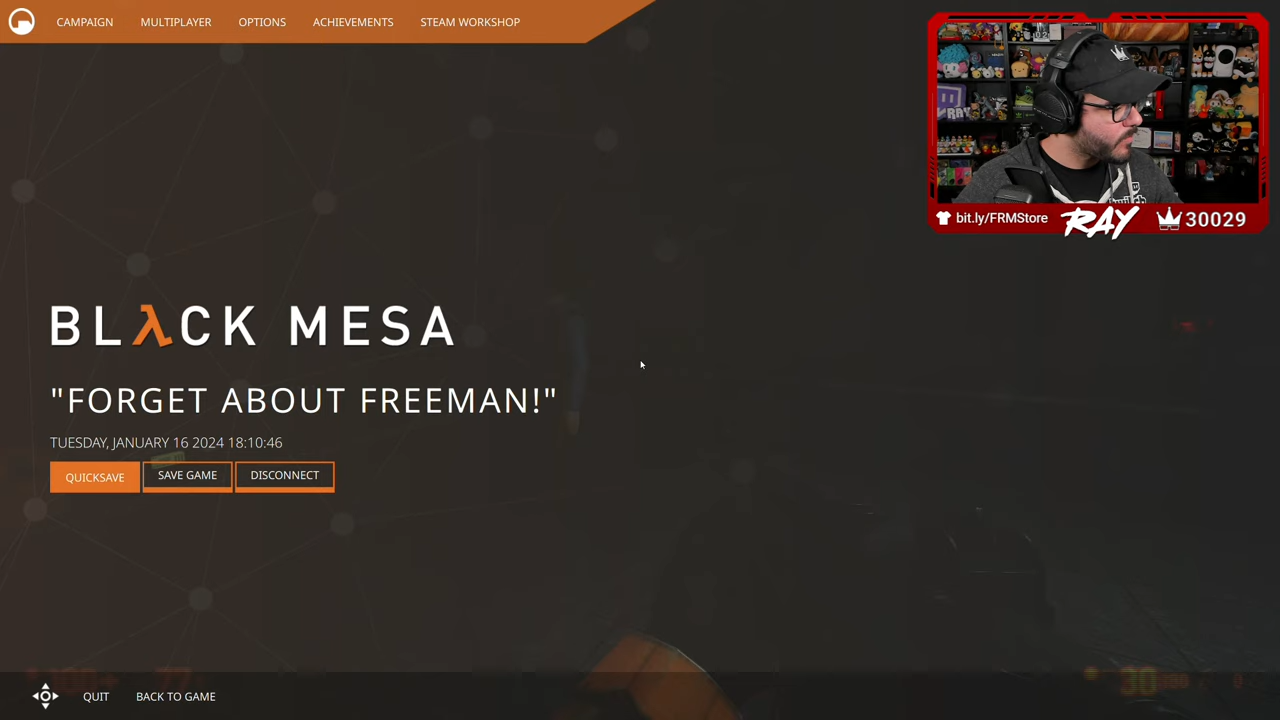 CAMPAIGN MULTIPLAYER OPTIONS ACHIEVEMENTS STEAM WORKSHOP
bit.ly/FRMStore RAY 30029
BLλCK MESA
"FORGET ABOUT FREEMAN!"
TUESDAY, JANUARY 16 2024 18:10:46
QUICKSAVE SAVE GAME DISCONNECT
QUIT BACK TO GAME